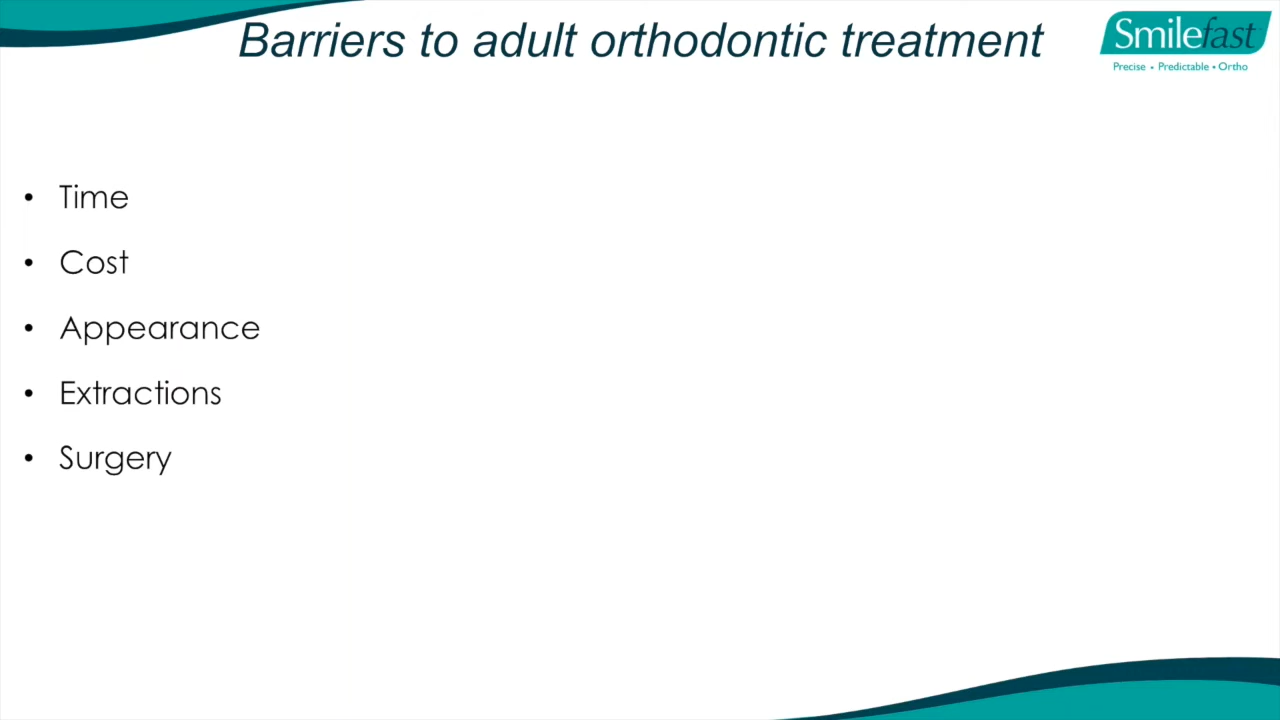 Barriers to adult orthodontic treatment
Smilefast
Precise • Predictable • Ortho
• Time
• Cost
• Appearance
• Extractions
• Surgery